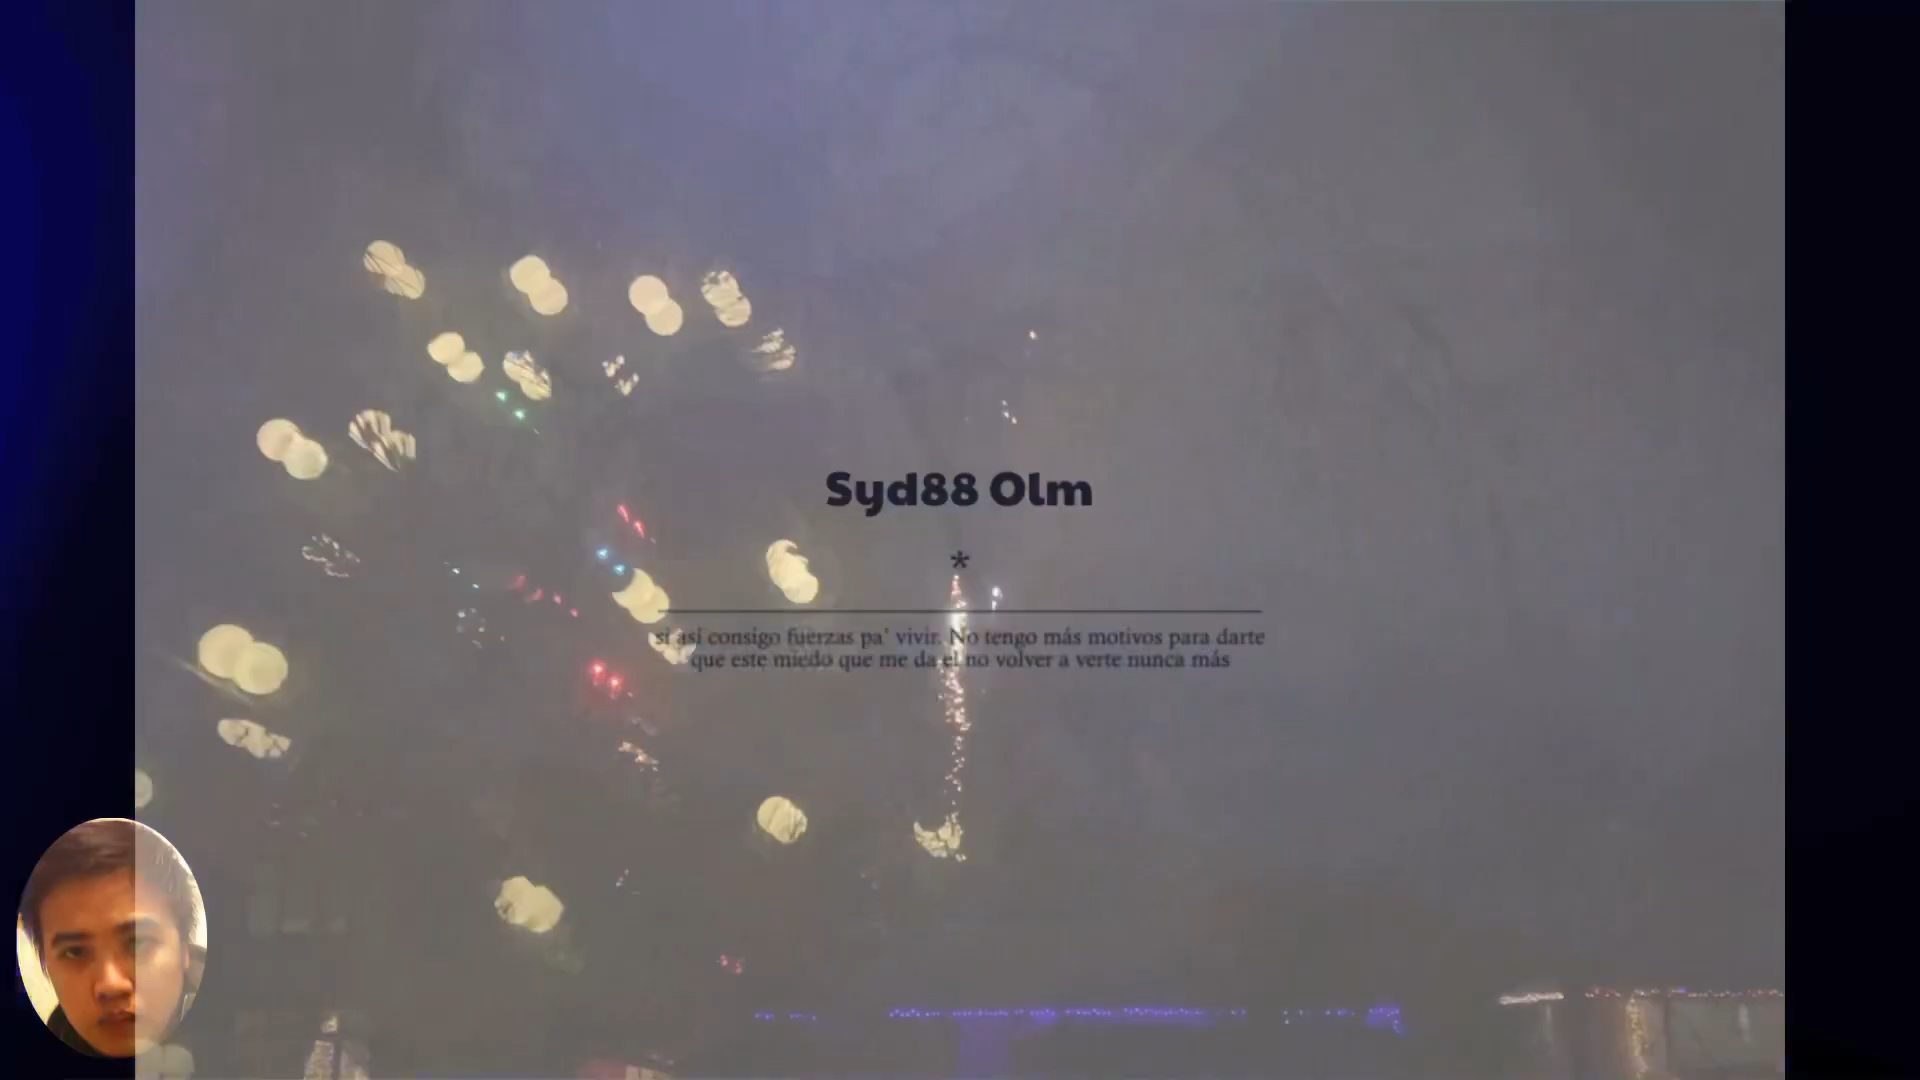 Syd88 Olm
*
si así consigo fuerzas pa' vivir. No tengo más motivos para darte
que este miedo que me da el no volver a verte nunca más